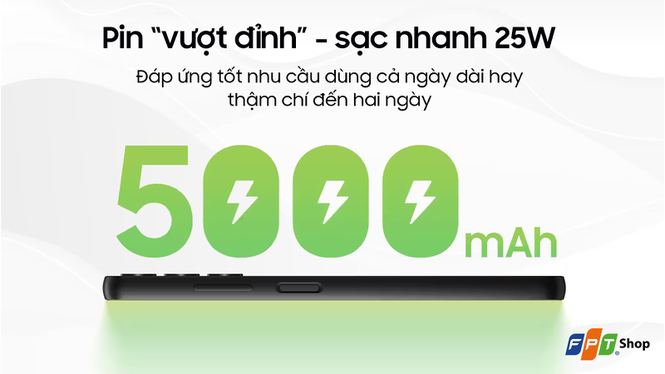 Pin “vượt đỉnh” - sạc nhanh 25W
Đáp ứng tốt nhu cầu dùng cả ngày dài hay
thậm chí đến hai ngày
5000mAh
FPT Shop